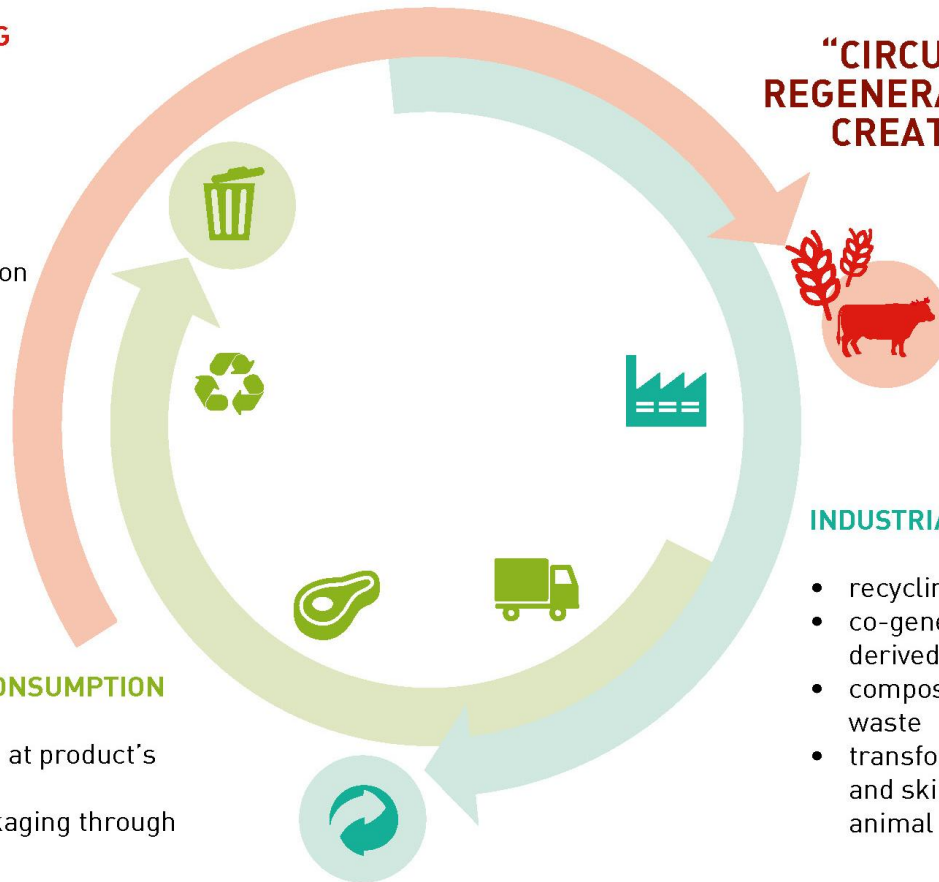 G
“CIRCU
REGENERA
CREAT
on
INDUSTRIA
• recyclin
• co-gene
derived
• compos
waste
• transfo
and ski
animal
ONSUMPTION
at product’s
kaging through